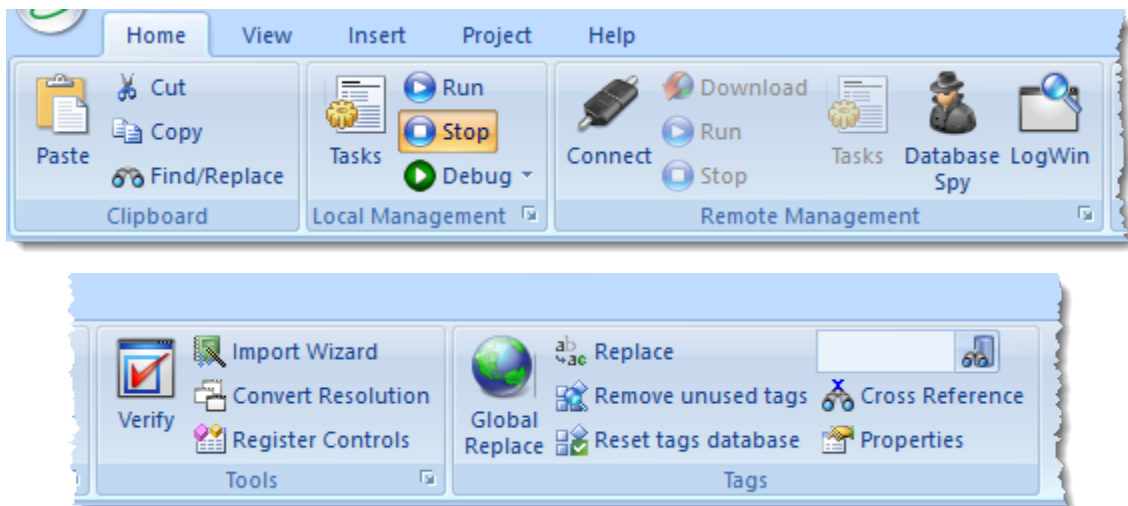 Home View Insert Project Help
Paste
Cut
Copy
Find/Replace
Clipboard
Tasks
Run
Stop
Debug
Local Management
Connect
Download
Run
Stop
Tasks
Database
Spy
LogWin
Remote Management
Verify
Import Wizard
Convert Resolution
Register Controls
Tools
Global
Replace
ab
ac
Replace
Remove unused tags
Reset tags database
X
Cross Reference
Properties
Tags